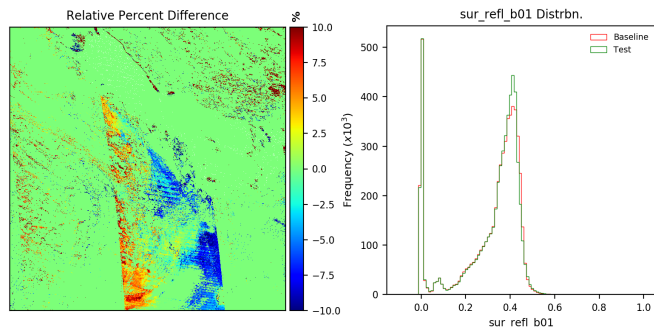 Relative Percent Difference
%
10.0
7.5
5.0
2.5
0.0
−2.5
−5.0
−7.5
−10.0
sur_refl_b01 Distrbn.
Baseline
Test
Frequency (x10³)
500
400
300
200
100
0
0.0 0.2 0.4 0.6 0.8 1.0
sur_refl_b01